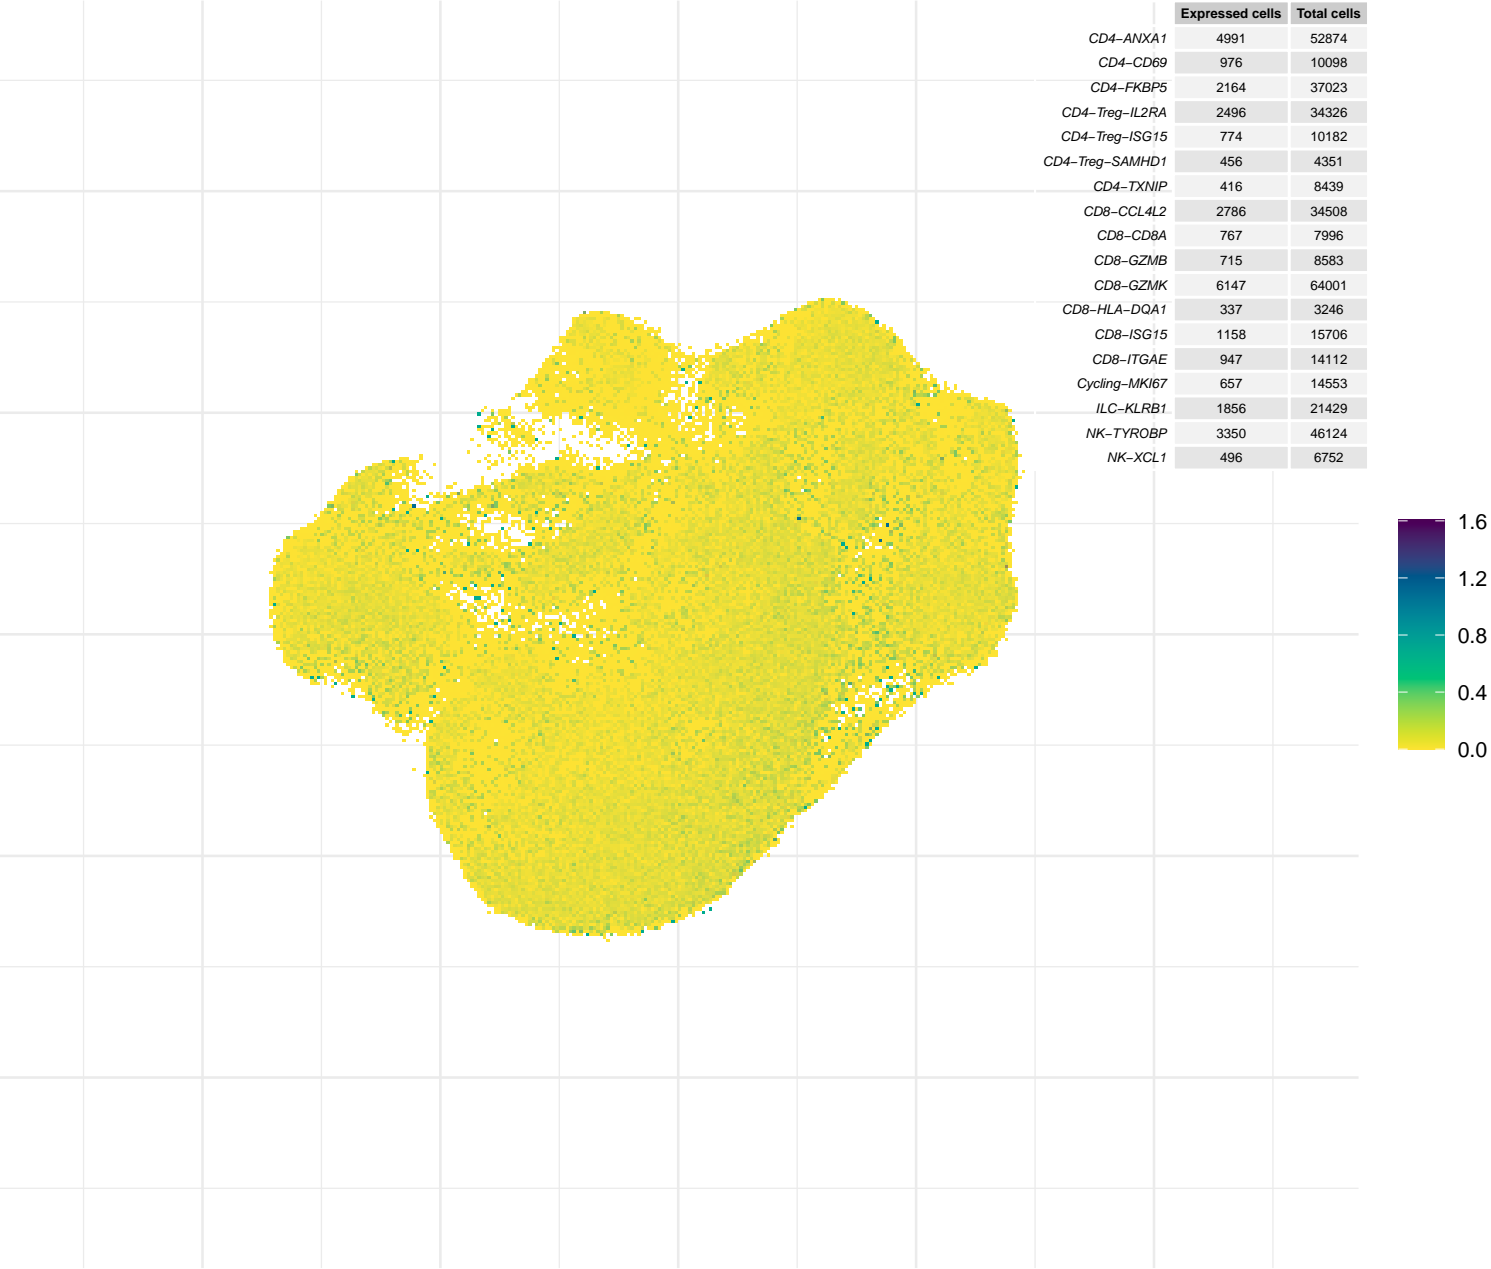 Expressed cells Total cells
CD4−ANXA1 4991 52874
CD4−CD69 976 10098
CD4−FKBP5 2164 37023
CD4−Treg−IL2RA 2496 34326
CD4−Treg−ISG15 774 10182
CD4−Treg−SAMHD1 456 4351
CD4−TXNIP 416 8439
CD8−CCL4L2 2786 34508
CD8−CD8A 767 7996
CD8−GZMB 715 8583
CD8−GZMK 6147 64001
CD8−HLA−DQA1 337 3246
CD8−ISG15 1158 15706
CD8−ITGAE 947 14112
Cycling−MKI67 657 14553
ILC−KLRB1 1856 21429
NK−TYROBP 3350 46124
NK−XCL1 496 6752
1.6
1.2
0.8
0.4
0.0